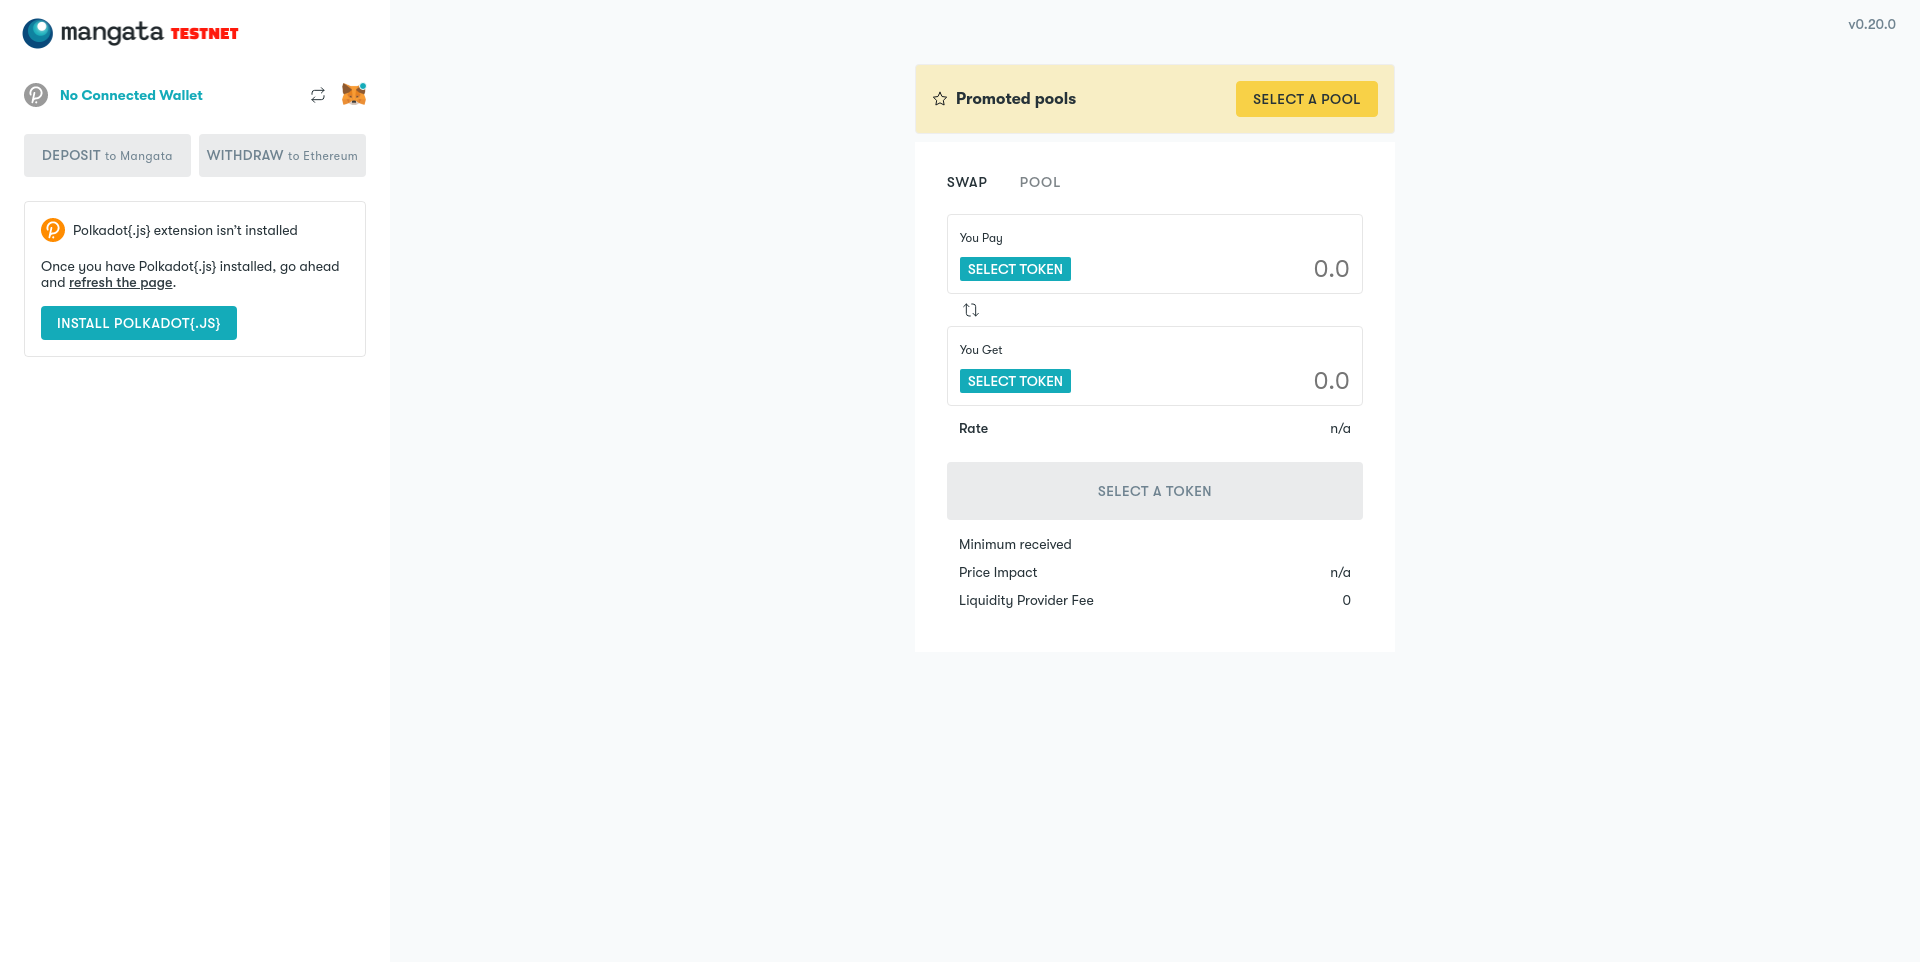 mangata TESTNET
No Connected Wallet
DEPOSIT to Mangata
WITHDRAW to Ethereum
Polkadot{.js} extension isn't installed
Once you have Polkadot{.js} installed, go ahead
and refresh the page.
INSTALL POLKADOT{.JS}
v0.20.0
Promoted pools
SELECT A POOL
SWAP
POOL
You Pay
SELECT TOKEN
0.0
You Get
SELECT TOKEN
0.0
Rate
n/a
SELECT A TOKEN
Minimum received
Price Impact
n/a
Liquidity Provider Fee
0